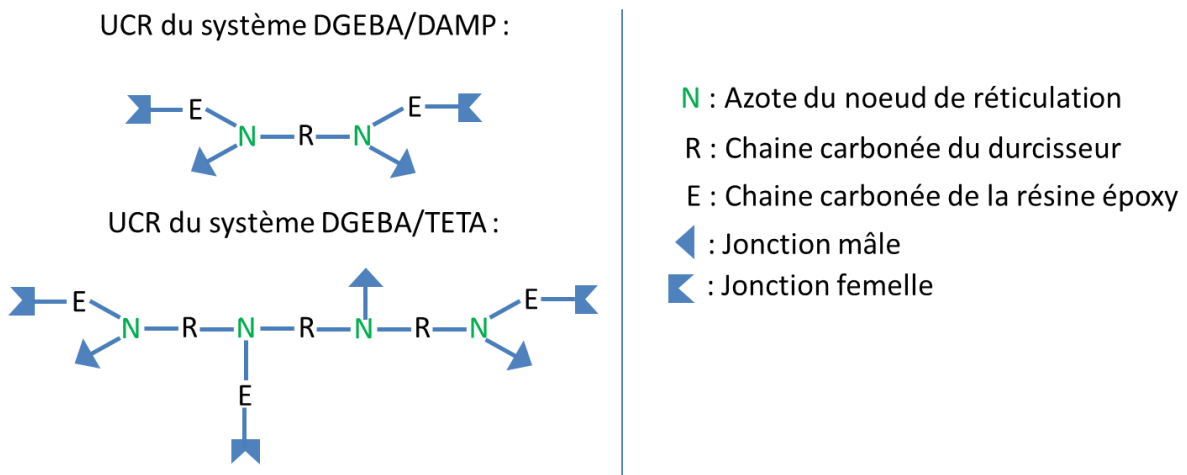 UCR du système DGEBA/DAMP :
E E
N R N
UCR du système DGEBA/TETA :
E E
N R N R N R N
E
N : Azote du noeud de réticulation
R : Chaine carbonée du durcisseur
E : Chaine carbonée de la résine époxy
: Jonction mâle
: Jonction femelle